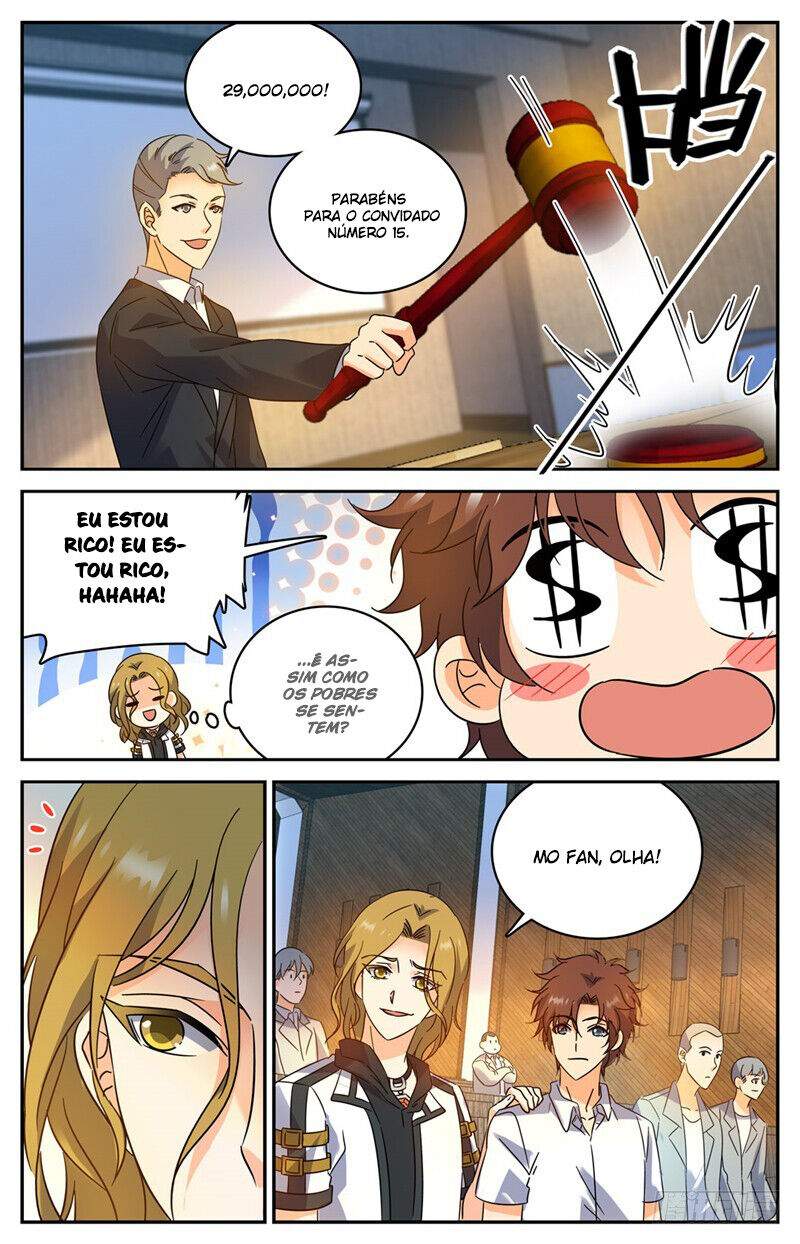 29,000,000!
PARABÉNS
PARA O CONVIDADO
NÚMERO 15.
EU ESTOU
RICO! EU ES-
TOU RICO,
HAHAHA!
...É AS-
SIM COMO
OS POBRES
SE SEN-
TEM?
MO FAN, OLHA!